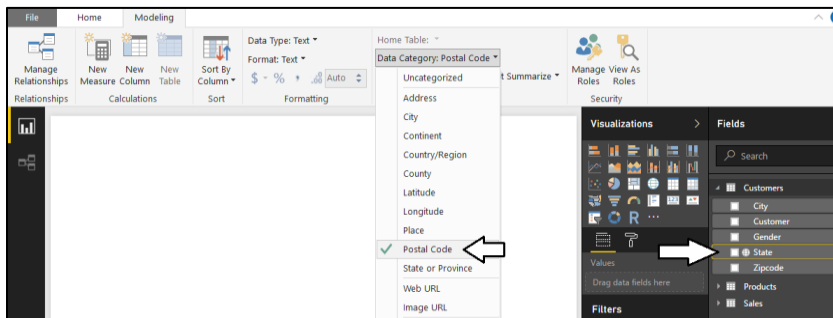 File Home Modeling
Manage Relationships
New Measure
New Column
New Table
Sort By Column
Data Type: Text
Format: Text
$ % , .00 Auto
Home Table:
Data Category: Postal Code
t Summarize
Manage Roles
View As Roles
Relationships Calculations Sort Formatting Security
Uncategorized
Address
City
Continent
Country/Region
County
Latitude
Longitude
Place
Postal Code
State or Province
Web URL
Image URL
Visualizations
R
Values
Drag data fields here
Filters
Fields
Search
Customers
City
Customer
Gender
State
Zipcode
Products
Sales